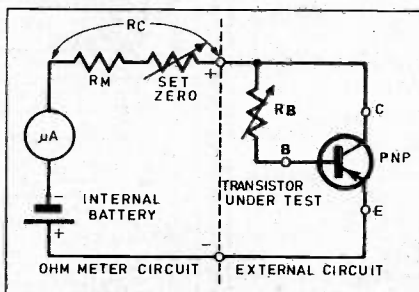 RC
RM
SET
ZERO
+
RB
C
B
PNP
µA
TRANSISTOR
UNDER TEST
E
-
INTERNAL
BATTERY
+
-
OHM METER CIRCUIT
EXTERNAL CIRCUIT